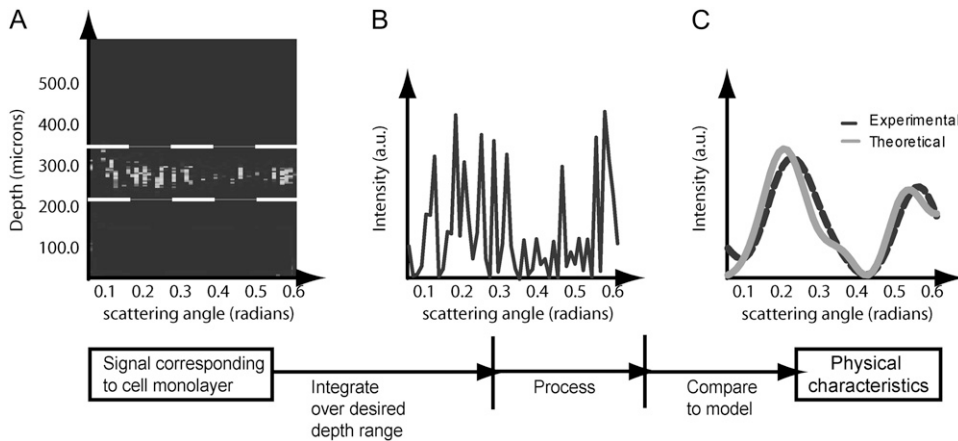 A
Depth (microns)
500.0
400.0
300.0
200.0
100.0
0.1 0.2 0.3 0.4 0.5 0.6
scattering angle (radians)
B
Intensity (a.u.)
0.1 0.2 0.3 0.4 0.5 0.6
scattering angle (radians)
C
Intensity (a.u.)
Experimental
Theoretical
0.1 0.2 0.3 0.4 0.5 0.6
scattering angle (radians)
Signal corresponding
to cell monolayer
Integrate
over desired
depth range
Process
Compare
to model
Physical
characteristics